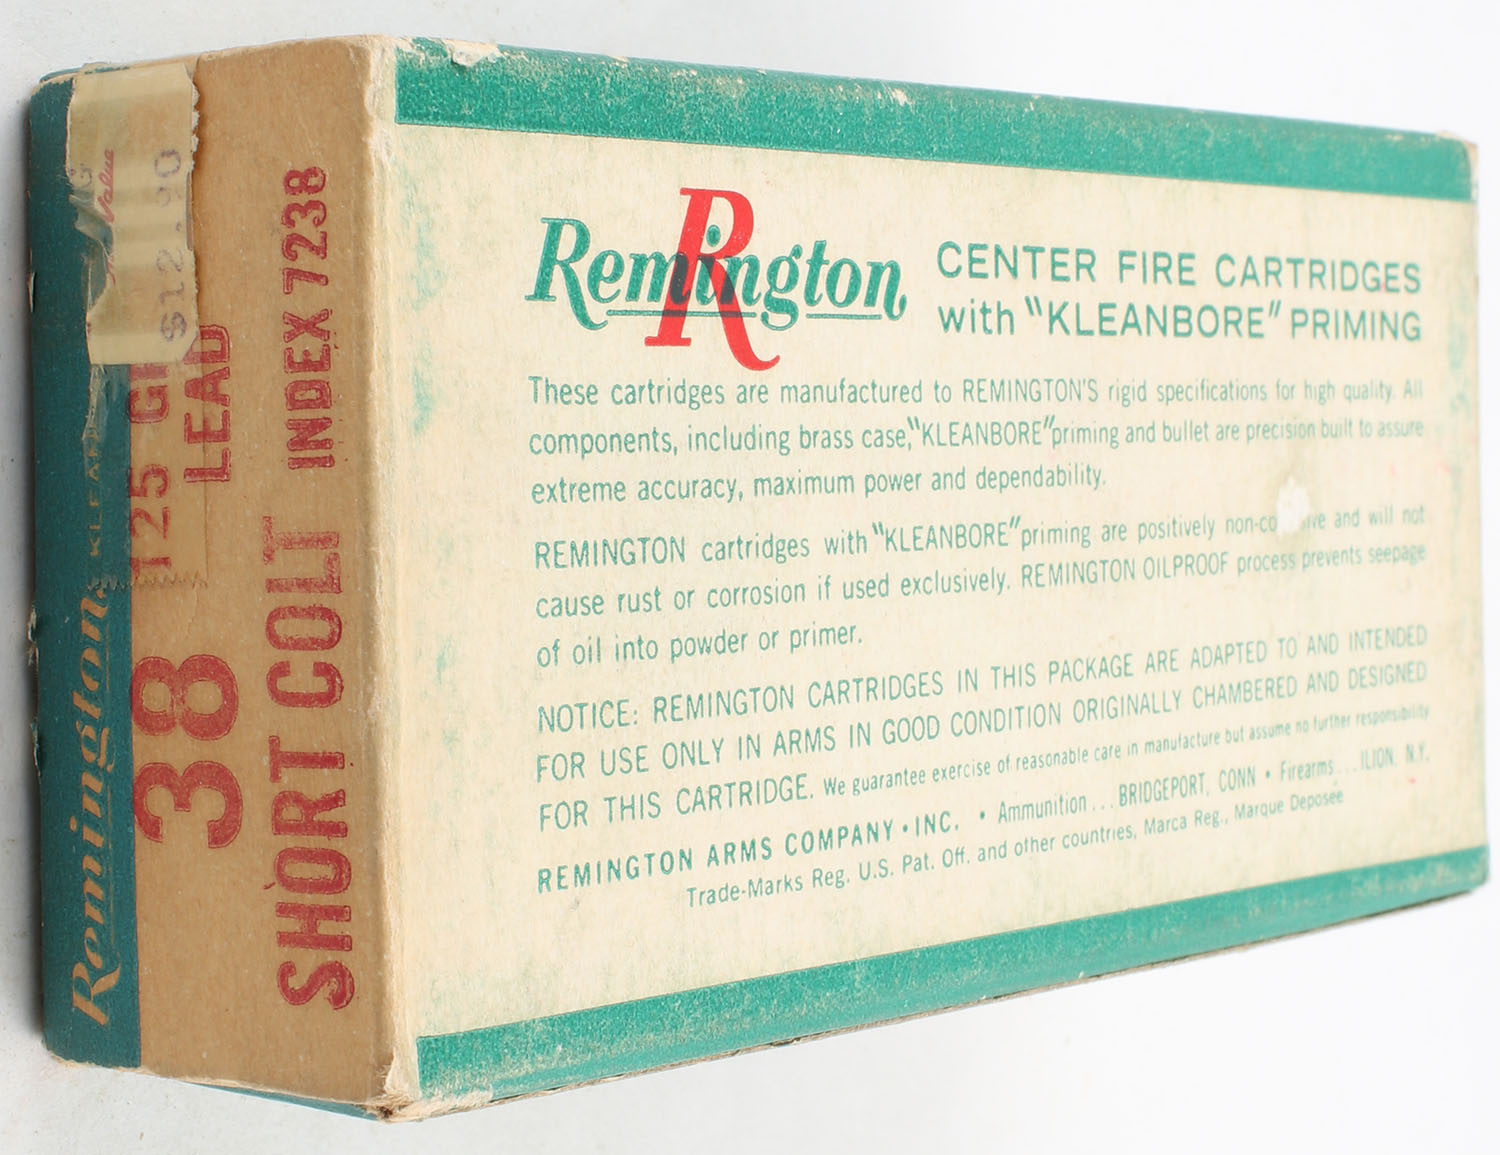 Remington
CENTER FIRE CARTRIDGES
with "KLEANBORE" PRIMING
These cartridges are manufactured to REMINGTON'S rigid specifications for high quality. All
components, including brass case, "KLEANBORE" priming and bullet are precision built to assure
extreme accuracy, maximum power and dependability.
REMINGTON cartridges with "KLEANBORE" priming are positively and will not
cause rust or corrosion if used exclusively. REMINGTON OILPROOF process prevents seepage
of oil into powder or primer.
NOTICE: REMINGTON CARTRIDGES IN THIS PACKAGE ARE ADAPTED TO AND INTENDED
FOR USE ONLY IN ARMS IN GOOD CONDITION ORIGINALLY CHAMBERED AND DESIGNED
FOR THIS CARTRIDGE. We guarantee exercise of reasonable care in manufacture but assume no further responsibility
REMINGTON ARMS COMPANY • INC. • Ammunition ... BRIDGEPORT, CONN • Firearms ... ILION, N.Y.
Trade-Marks Reg. U.S. Pat. Off. and other countries, Marca Reg., Marque Deposée
Remington
38
125
LEAD
SHORT COLT INDEX 7238
Value